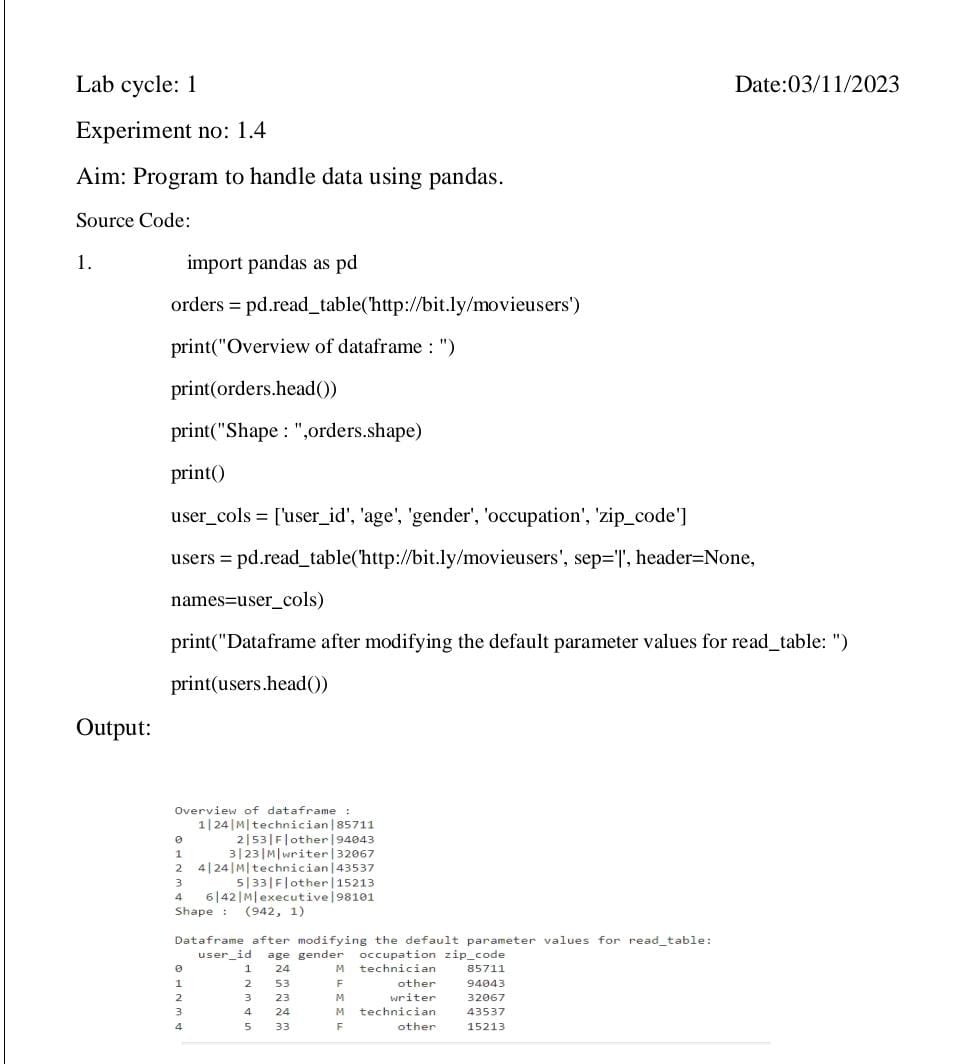 Lab cycle: 1 Date:03/11/2023
Experiment no: 1.4
Aim: Program to handle data using pandas.
Source Code:
1. import pandas as pd
orders = pd.read_table('http://bit.ly/movieusers')
print("Overview of dataframe : ")
print(orders.head())
print("Shape : ",orders.shape)
print()
user_cols = ['user_id', 'age', 'gender', 'occupation', 'zip_code']
users = pd.read_table('http://bit.ly/movieusers', sep='|', header=None,
names=user_cols)
print("Dataframe after modifying the default parameter values for read_table: ")
print(users.head())
Output:
Overview of dataframe :
1|24|M|technician|85711
0 2|53|F|other|94043
1 3|23|M|writer|32067
2 4|24|M|technician|43537
3 5|33|F|other|15213
4 6|42|M|executive|98101
Shape : (942, 1)
Dataframe after modifying the default parameter values for read_table:
user_id age gender occupation zip_code
0 1 24 M technician 85711
1 2 53 F other 94043
2 3 23 M writer 32067
3 4 24 M technician 43537
4 5 33 F other 15213